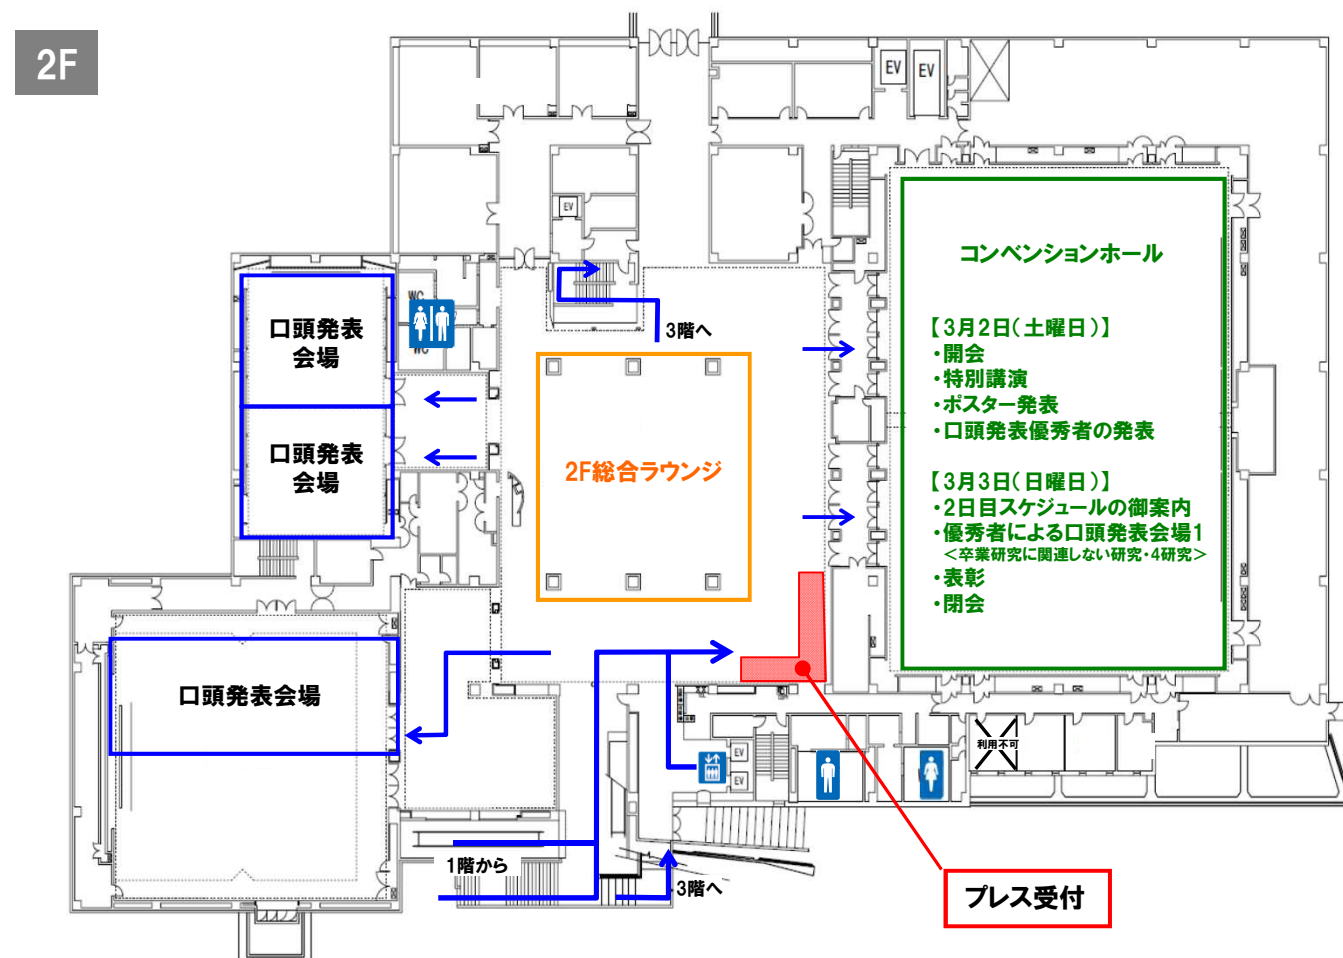 2F
EV
EV
EV
コンベンションホール
【3月2日(土曜日)】
・開会
・特別講演
・ポスター発表
・口頭発表優秀者の発表
【3月3日(日曜日)】
・2日目スケジュールの御案内
・優秀者による口頭発表会場1
<卒業研究に関連しない研究・4研究>
・表彰
・閉会
口頭発表
会場
WC
WC
3階へ
口頭発表
会場
2F総合ラウンジ
口頭発表会場
利用不可
EV
EV
1階から
3階へ
プレス受付